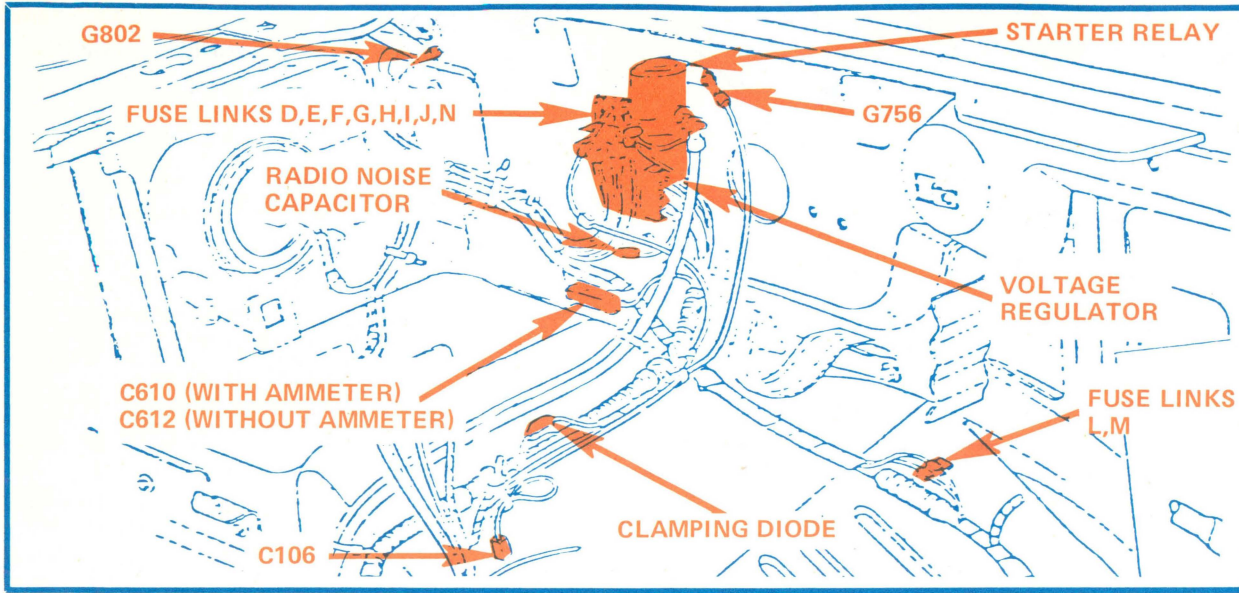 G802
STARTER RELAY
FUSE LINKS D,E,F,G,H,I,J,N
G756
RADIO NOISE
CAPACITOR
VOLTAGE
REGULATOR
C610 (WITH AMMETER)
C612 (WITHOUT AMMETER)
FUSE LINKS
L,M
CLAMPING DIODE
C106